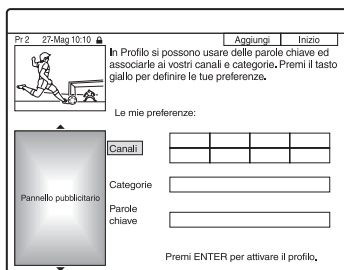 Pr 2 27-Mag 10:10 Aggiungi Inizio
In Profilo si possono usare delle parole chiave ed
associarle ai vostri canali e categorie. Premi il tasto
giallo per definire le tue preferenze.
Le mie preferenze:
Canali
Categorie
Pannello pubblicitario
Parole
chiave
Premi ENTER per attivare il profilo.